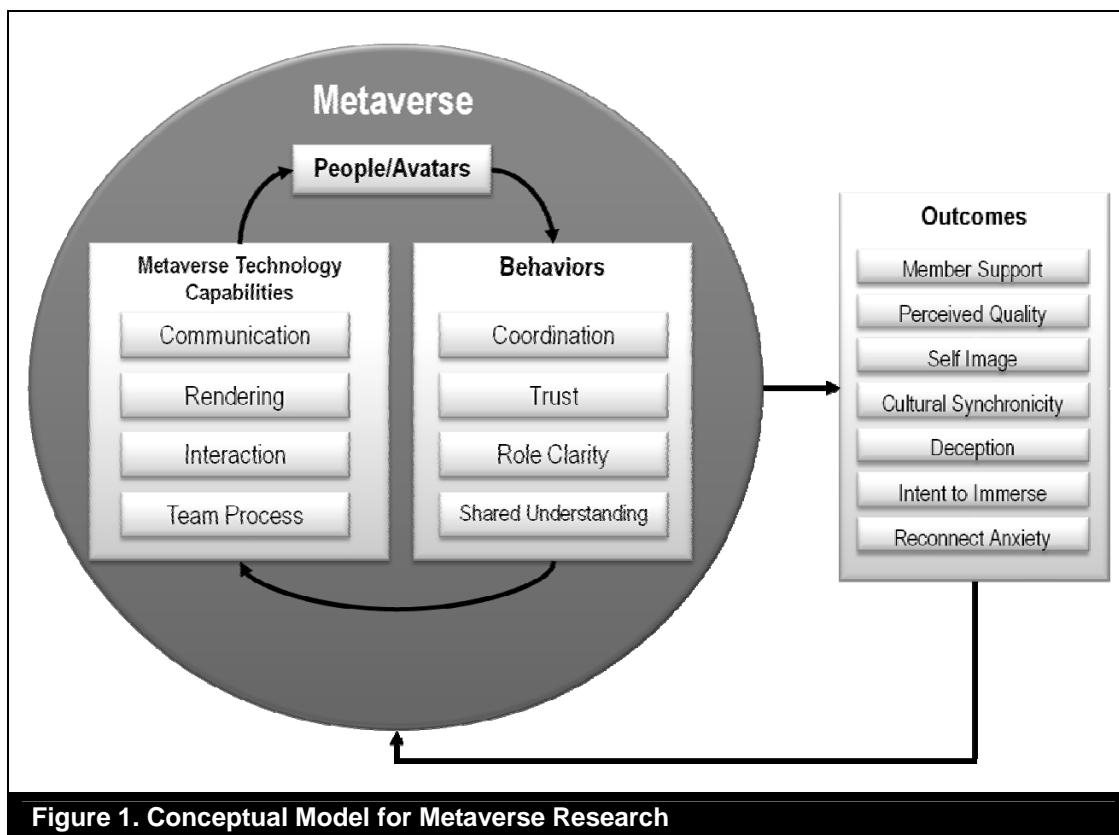 Metaverse
People/Avatars
Metaverse Technology
Capabilities
Communication
Rendering
Interaction
Team Process
Behaviors
Coordination
Trust
Role Clarity
Shared Understanding
Outcomes
Member Support
Perceived Quality
Self Image
Cultural Synchronicity
Deception
Intent to Immerse
Reconnect Anxiety
Figure 1. Conceptual Model for Metaverse Research